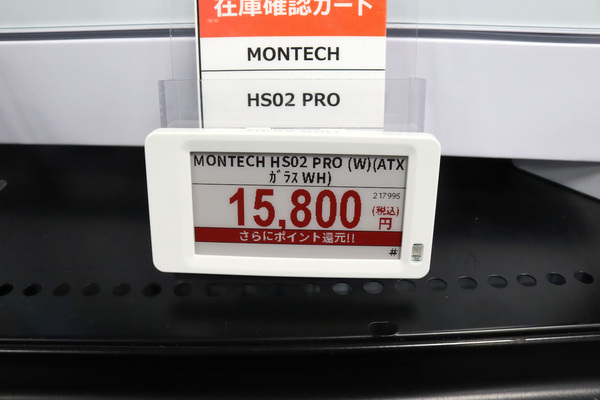 在庫確認カード
MONTECH
HS02 PRO
MONTECH HS02 PRO (W)(ATX
ｶﾞﾗｽ WH)
217995
15,800
(税込)
円
さらにポイント還元!!
#